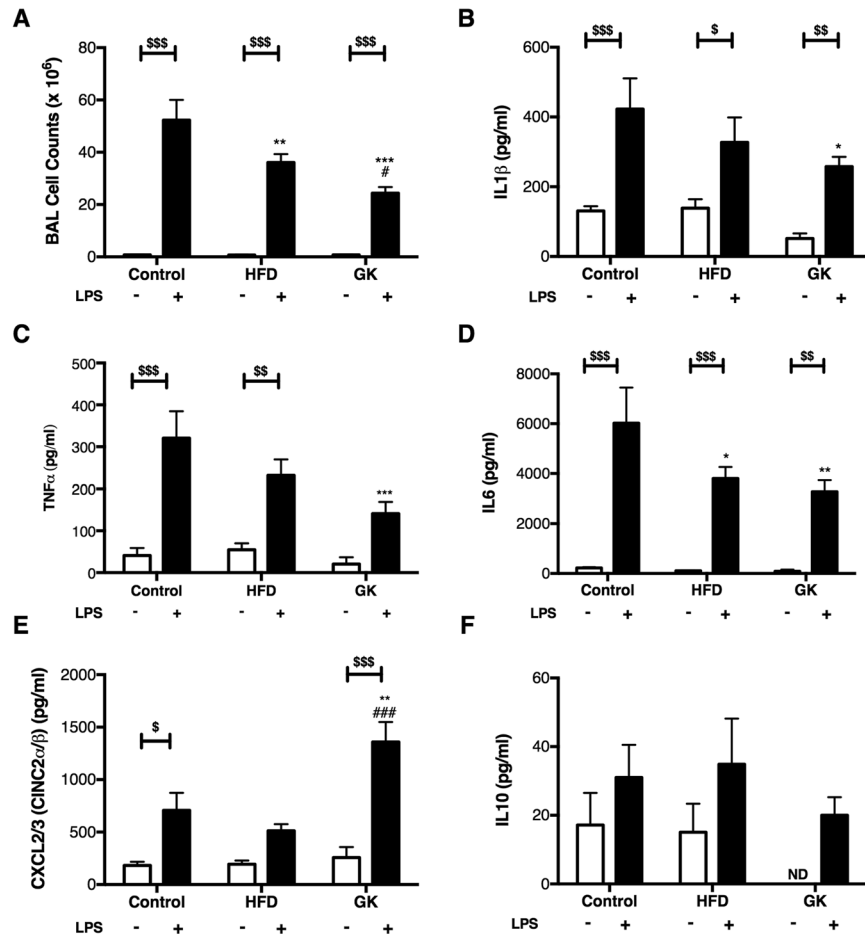 A
$$$ $$$ $$$
BAL Cell Counts (x 10⁶)
80
60
40
20
0
**
***
#
Control HFD GK
LPS - + - + - +
B
$$$ $ $$
IL1β (pg/ml)
600
400
200
0
*
Control HFD GK
LPS - + - + - +
C
$$$ $$
TNFα (pg/ml)
500
400
300
200
100
0
***
Control HFD GK
LPS - + - + - +
D
$$$ $$$ $$
IL6 (pg/ml)
8000
6000
4000
2000
0
* **
Control HFD GK
LPS - + - + - +
E
$ $$$
CXCL2/3 (CINC2α/β) (pg/ml)
2000
1500
1000
500
0
**
###
Control HFD GK
LPS - + - + - +
F
IL10 (pg/ml)
60
40
20
0
ND
Control HFD GK
LPS - + - + - +